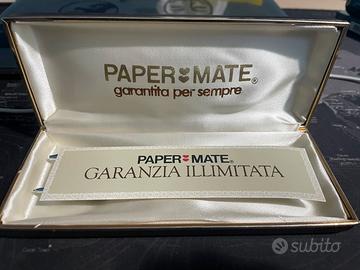 PAPER MATE®
garantita per sempre
PAPER MATE®
GARANZIA ILLIMITATA
subito